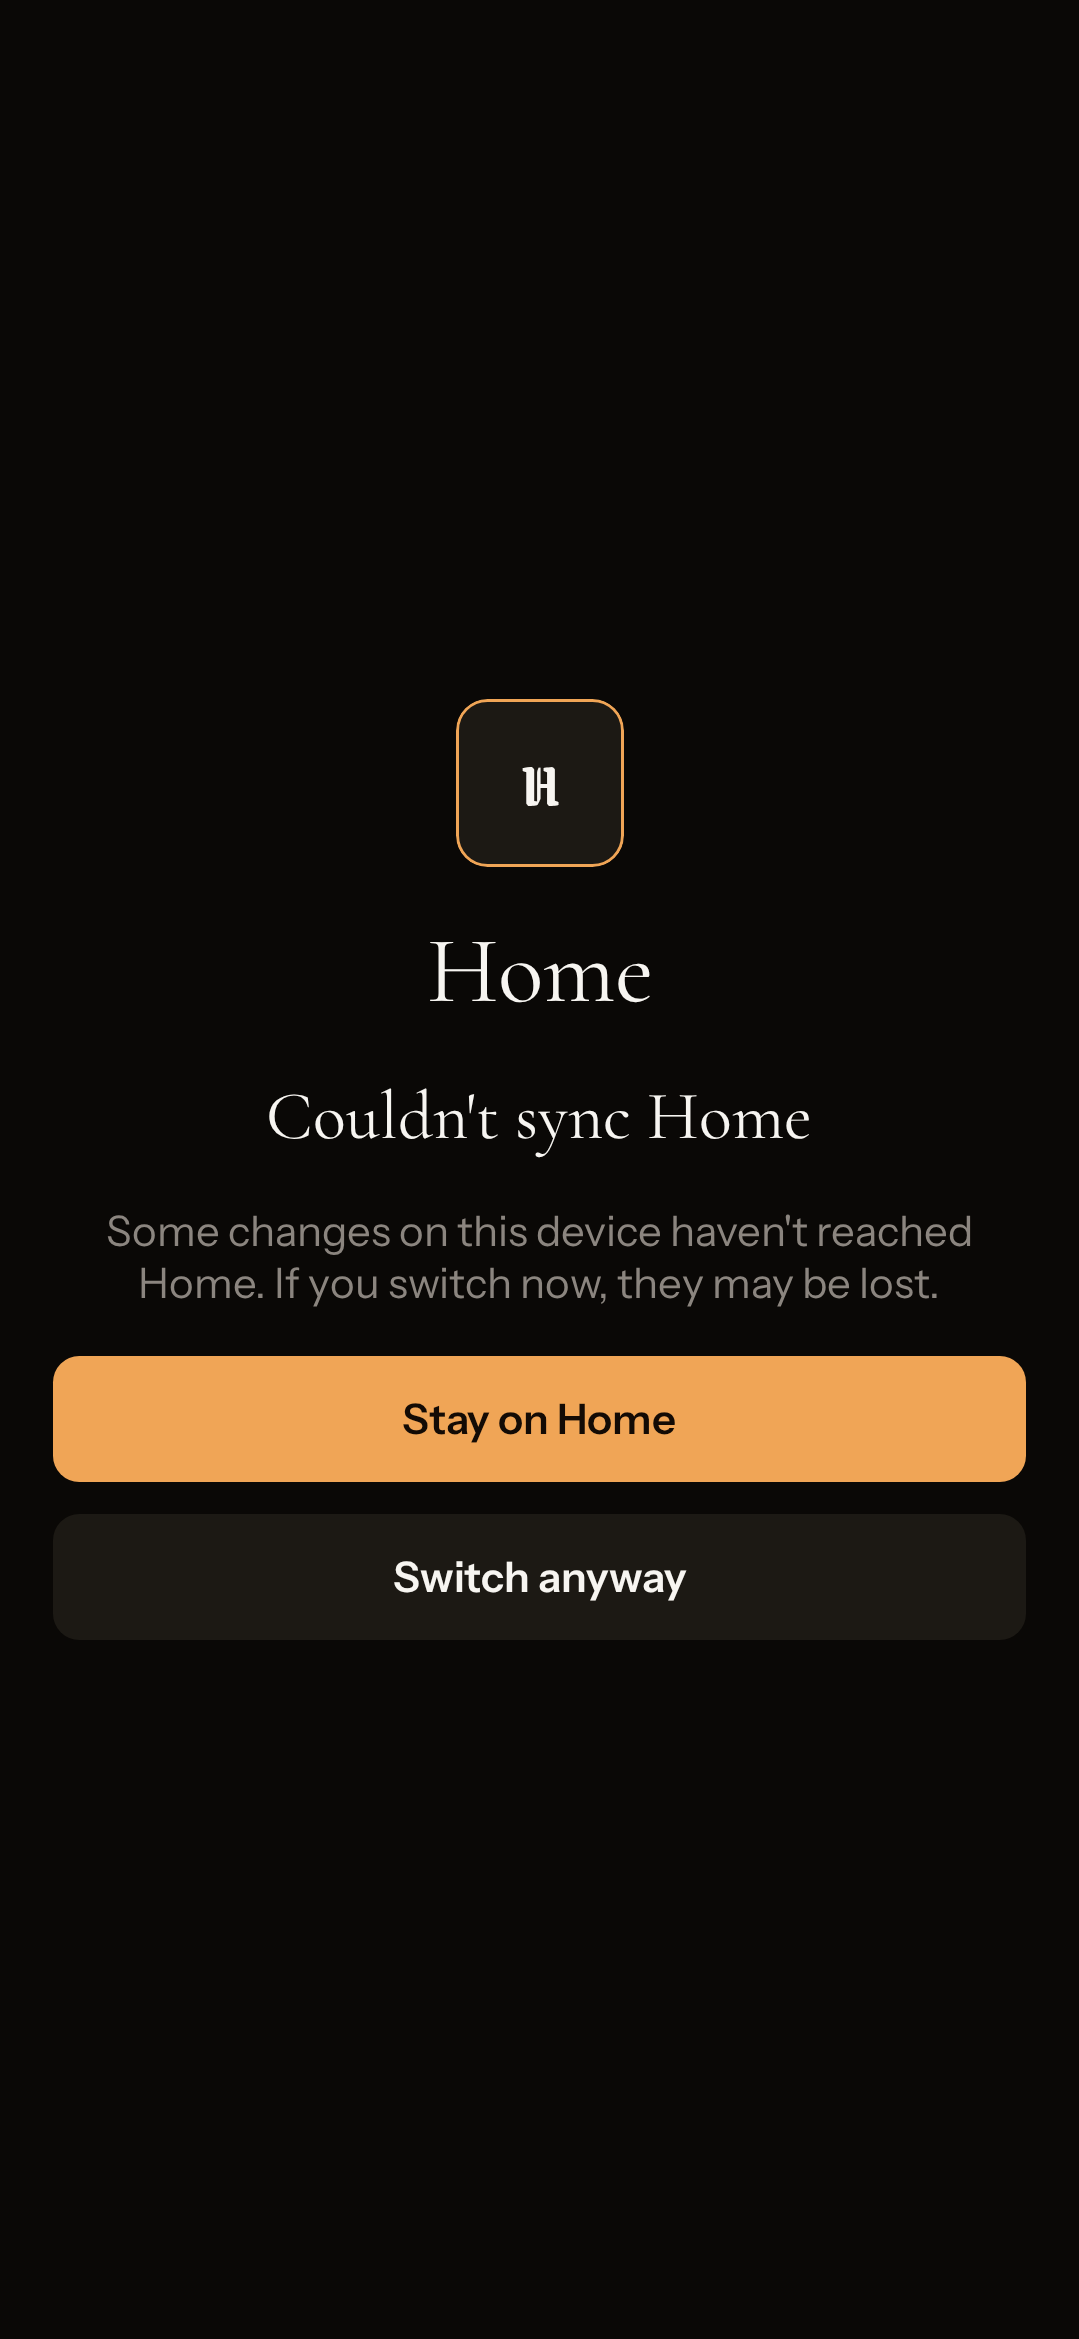 H
Home
Couldn't sync Home
Some changes on this device haven't reached
Home. If you switch now, they may be lost.
Stay on Home
Switch anyway